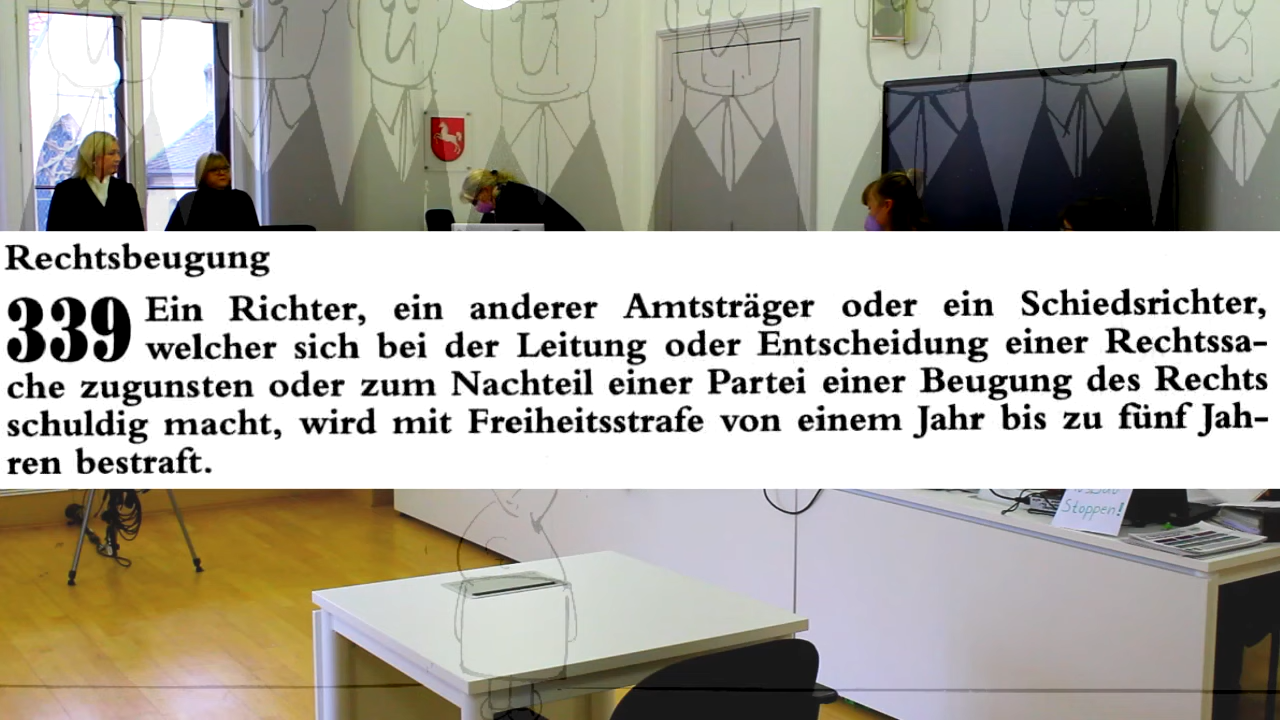 Rechtsbeugung
339 Ein Richter, ein anderer Amtsträger oder ein Schiedsrichter,
welcher sich bei der Leitung oder Entscheidung einer Rechtssa-
che zugunsten oder zum Nachteil einer Partei einer Beugung des Rechts
schuldig macht, wird mit Freiheitsstrafe von einem Jahr bis zu fünf Jah-
ren bestraft.
Stoppen!